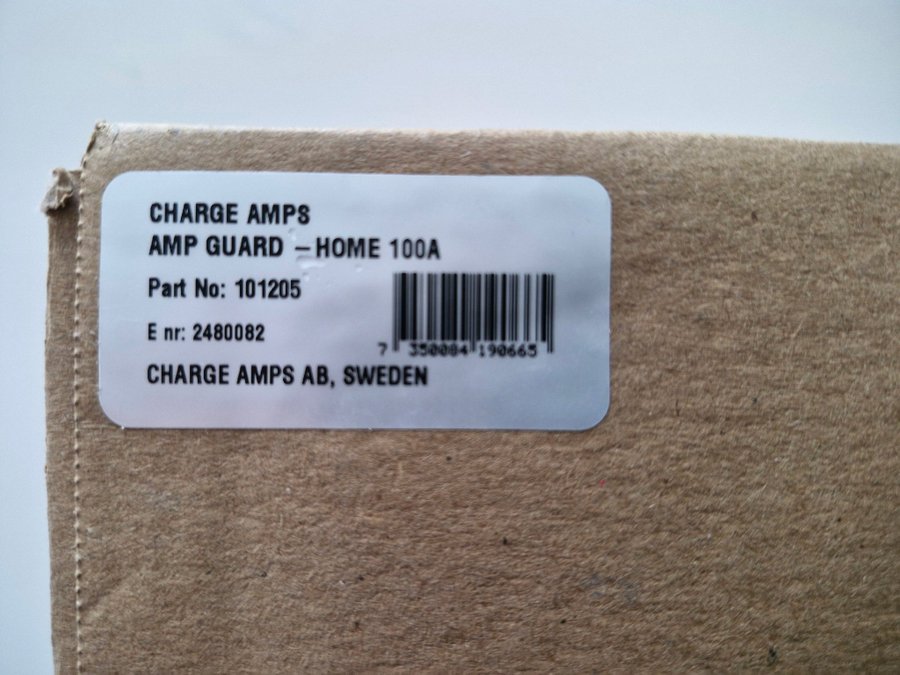 CHARGE AMPS
AMP GUARD – HOME 100A
Part No: 101205
E nr: 2480082
7 350084 190665
CHARGE AMPS AB, SWEDEN